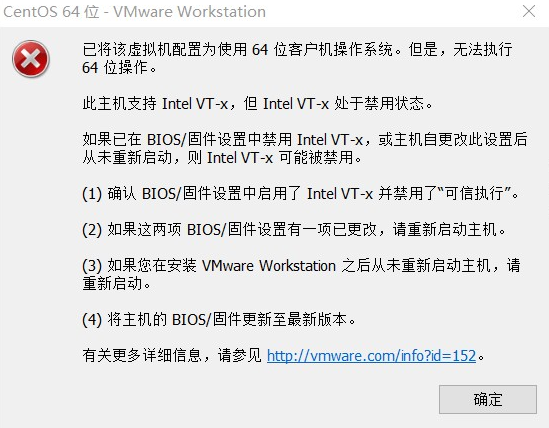 CentOS 64 位 - VMware Workstation
已将该虚拟机配置为使用 64 位客户机操作系统。但是，无法执行
64 位操作。
此主机支持 Intel VT-x，但 Intel VT-x 处于禁用状态。
如果已在 BIOS/固件设置中禁用 Intel VT-x，或主机自更改此设置后
从未重新启动，则 Intel VT-x 可能被禁用。
(1) 确认 BIOS/固件设置中启用了 Intel VT-x 并禁用了“可信执行”。
(2) 如果这两项 BIOS/固件设置有一项已更改，请重新启动主机。
(3) 如果您在安装 VMware Workstation 之后从未重新启动主机，请
重新启动。
(4) 将主机的 BIOS/固件更新至最新版本。
有关更多详细信息，请参见 http://vmware.com/info?id=152。
确定